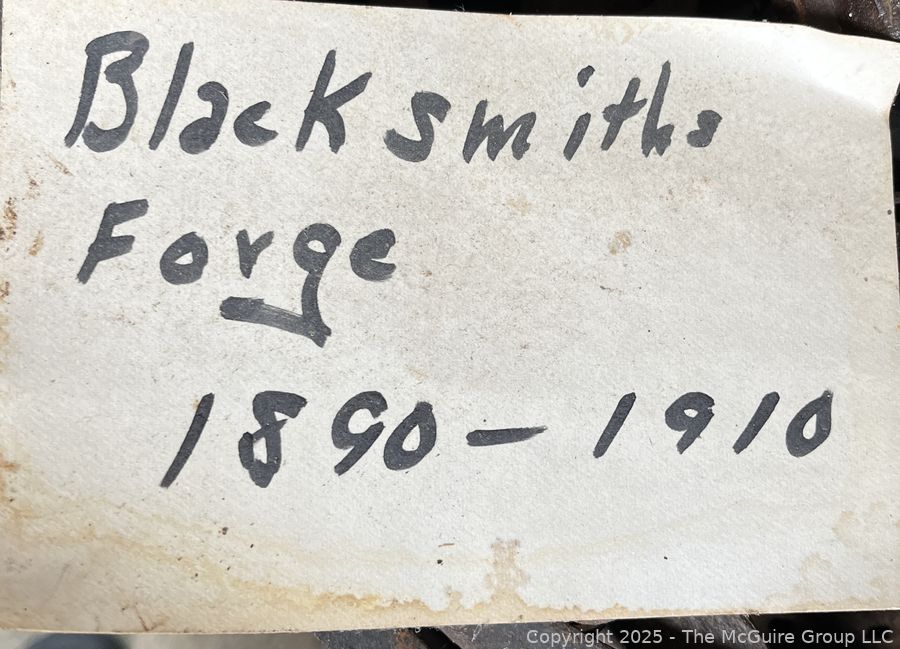 Blacksmiths
Forge
1890-1910
Copyright 2025 - The McGuire Group LLC